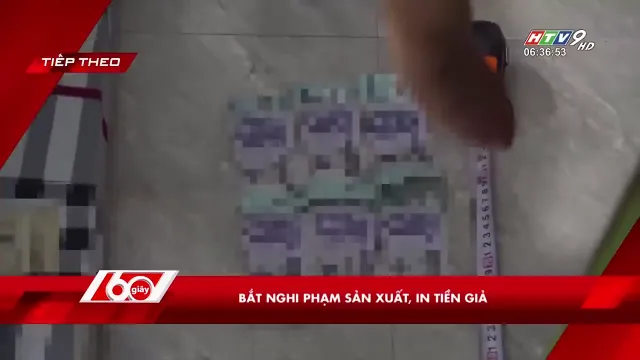 TIẾP THEO
HTV9 HD
06:36:53
60 giây
BẮT NGHI PHẠM SẢN XUẤT, IN TIỀN GIẢ